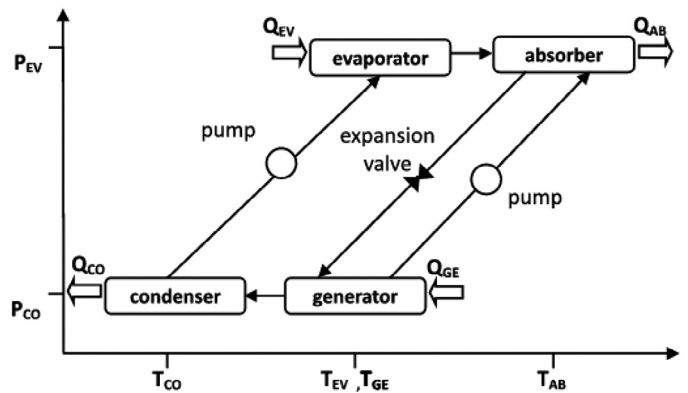 Q_EV
Q_AB
P_EV
evaporator
absorber
pump
expansion
valve
pump
Q_CO
Q_GE
condenser
generator
P_CO
T_CO
T_EV ,T_GE
T_AB